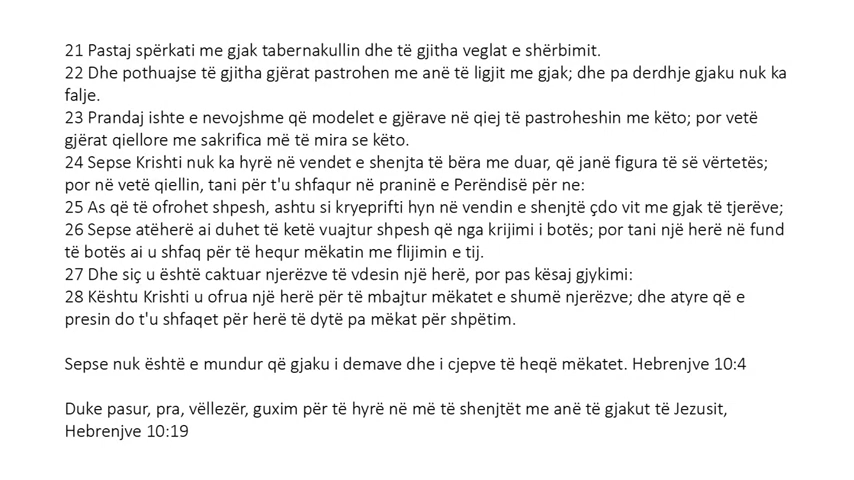 21 Pastaj spërkati me gjak tabernakullin dhe të gjitha veglat e shërbimit.
22 Dhe pothuajse të gjitha gjërat pastrohen me anë të ligjit me gjak; dhe pa derdhje gjaku nuk ka
falje.
23 Prandaj ishte e nevojshme që modelet e gjërave në qiej të pastroheshin me këto; por vetë
gjërat qiellore me sakrifica më të mira se këto.
24 Sepse Krishti nuk ka hyrë në vendet e shenjta të bëra me duar, që janë figura të së vërtetës;
por në vetë qiellin, tani për t'u shfaqur në praninë e Perëndisë për ne:
25 As që të ofrohet shpesh, ashtu si kryeprifti hyn në vendin e shenjtë çdo vit me gjak të tjerëve;
26 Sepse atëherë ai duhet të ketë vuajtur shpesh që nga krijimi i botës; por tani një herë në fund
të botës ai u shfaq për të hequr mëkatin me flijimin e tij.
27 Dhe siç u është caktuar njerëzve të vdesin një herë, por pas kësaj gjykimi:
28 Kështu Krishti u ofrua një herë për të mbajtur mëkatet e shumë njerëzve; dhe atyre që e
presin do t'u shfaqet për herë të dytë pa mëkat për shpëtim.
Sepse nuk është e mundur që gjaku i demave dhe i cjepve të heqë mëkatet. Hebrenjve 10:4
Duke pasur, pra, vëllezër, guxim për të hyrë në më të shenjtët me anë të gjakut të Jezusit,
Hebrenjve 10:19